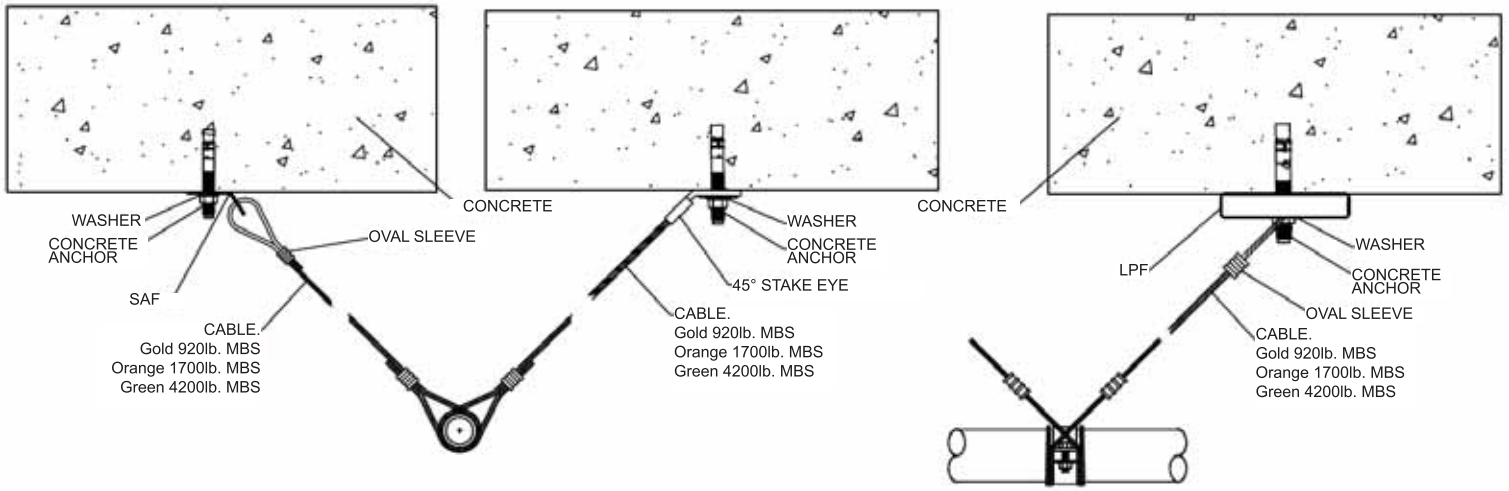 WASHER
CONCRETE
ANCHOR
SAF
OVAL SLEEVE
CONCRETE
CABLE.
Gold 920lb. MBS
Orange 1700lb. MBS
Green 4200lb. MBS
WASHER
CONCRETE
ANCHOR
45° STAKE EYE
CABLE.
Gold 920lb. MBS
Orange 1700lb. MBS
Green 4200lb. MBS
CONCRETE
LPF
WASHER
CONCRETE
ANCHOR
OVAL SLEEVE
CABLE.
Gold 920lb. MBS
Orange 1700lb. MBS
Green 4200lb. MBS